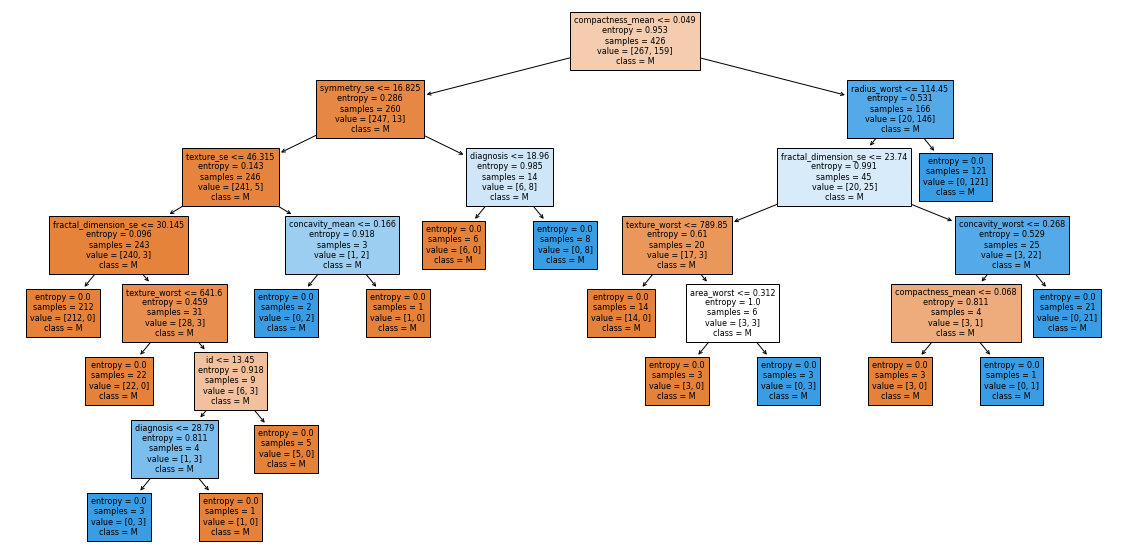 compactness_mean <= 0.049
entropy = 0.953
samples = 426
value = [267, 159]
class = M
symmetry_se <= 16.825
entropy = 0.286
samples = 260
value = [247, 13]
class = M
radius_worst <= 114.45
entropy = 0.531
samples = 166
value = [20, 146]
class = M
texture_se <= 46.315
entropy = 0.143
samples = 246
value = [241, 5]
class = M
diagnosis <= 18.96
entropy = 0.985
samples = 14
value = [6, 8]
class = M
fractal_dimension_se <= 23.74
entropy = 0.991
samples = 45
value = [20, 25]
class = M
entropy = 0.0
samples = 121
value = [0, 121]
class = M
fractal_dimension_se <= 30.145
entropy = 0.096
samples = 243
value = [240, 3]
class = M
concavity_mean <= 0.166
entropy = 0.918
samples = 3
value = [1, 2]
class = M
entropy = 0.0
samples = 6
value = [6, 0]
class = M
entropy = 0.0
samples = 8
value = [0, 8]
class = M
texture_worst <= 789.85
entropy = 0.61
samples = 20
value = [17, 3]
class = M
concavity_worst <= 0.268
entropy = 0.529
samples = 25
value = [3, 22]
class = M
entropy = 0.0
samples = 212
value = [212, 0]
class = M
texture_worst <= 641.6
entropy = 0.459
samples = 31
value = [28, 3]
class = M
entropy = 0.0
samples = 2
value = [0, 2]
class = M
entropy = 0.0
samples = 1
value = [1, 0]
class = M
entropy = 0.0
samples = 14
value = [14, 0]
class = M
area_worst <= 0.312
entropy = 1.0
samples = 6
value = [3, 3]
class = M
compactness_mean <= 0.068
entropy = 0.811
samples = 4
value = [3, 1]
class = M
entropy = 0.0
samples = 21
value = [0, 21]
class = M
entropy = 0.0
samples = 22
value = [22, 0]
class = M
id <= 13.45
entropy = 0.918
samples = 9
value = [6, 3]
class = M
entropy = 0.0
samples = 3
value = [3, 0]
class = M
entropy = 0.0
samples = 3
value = [0, 3]
class = M
entropy = 0.0
samples = 3
value = [3, 0]
class = M
entropy = 0.0
samples = 1
value = [0, 1]
class = M
diagnosis <= 28.79
entropy = 0.811
samples = 4
value = [1, 3]
class = M
entropy = 0.0
samples = 5
value = [5, 0]
class = M
entropy = 0.0
samples = 3
value = [0, 3]
class = M
entropy = 0.0
samples = 1
value = [1, 0]
class = M